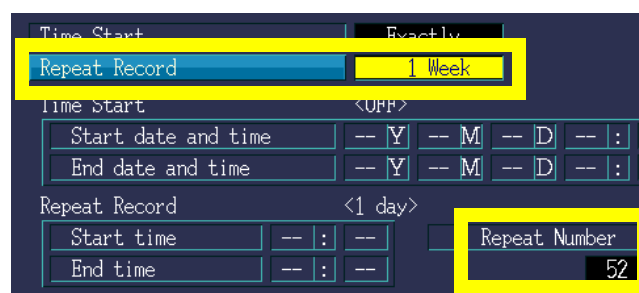 Time Start Exactly
Repeat Record 1 Week
Time Start <OFF>
Start date and time -- Y -- M -- D -- :
End date and time -- Y -- M -- D -- :
Repeat Record <1 day>
Start time -- : -- Repeat Number
End time -- : -- 52